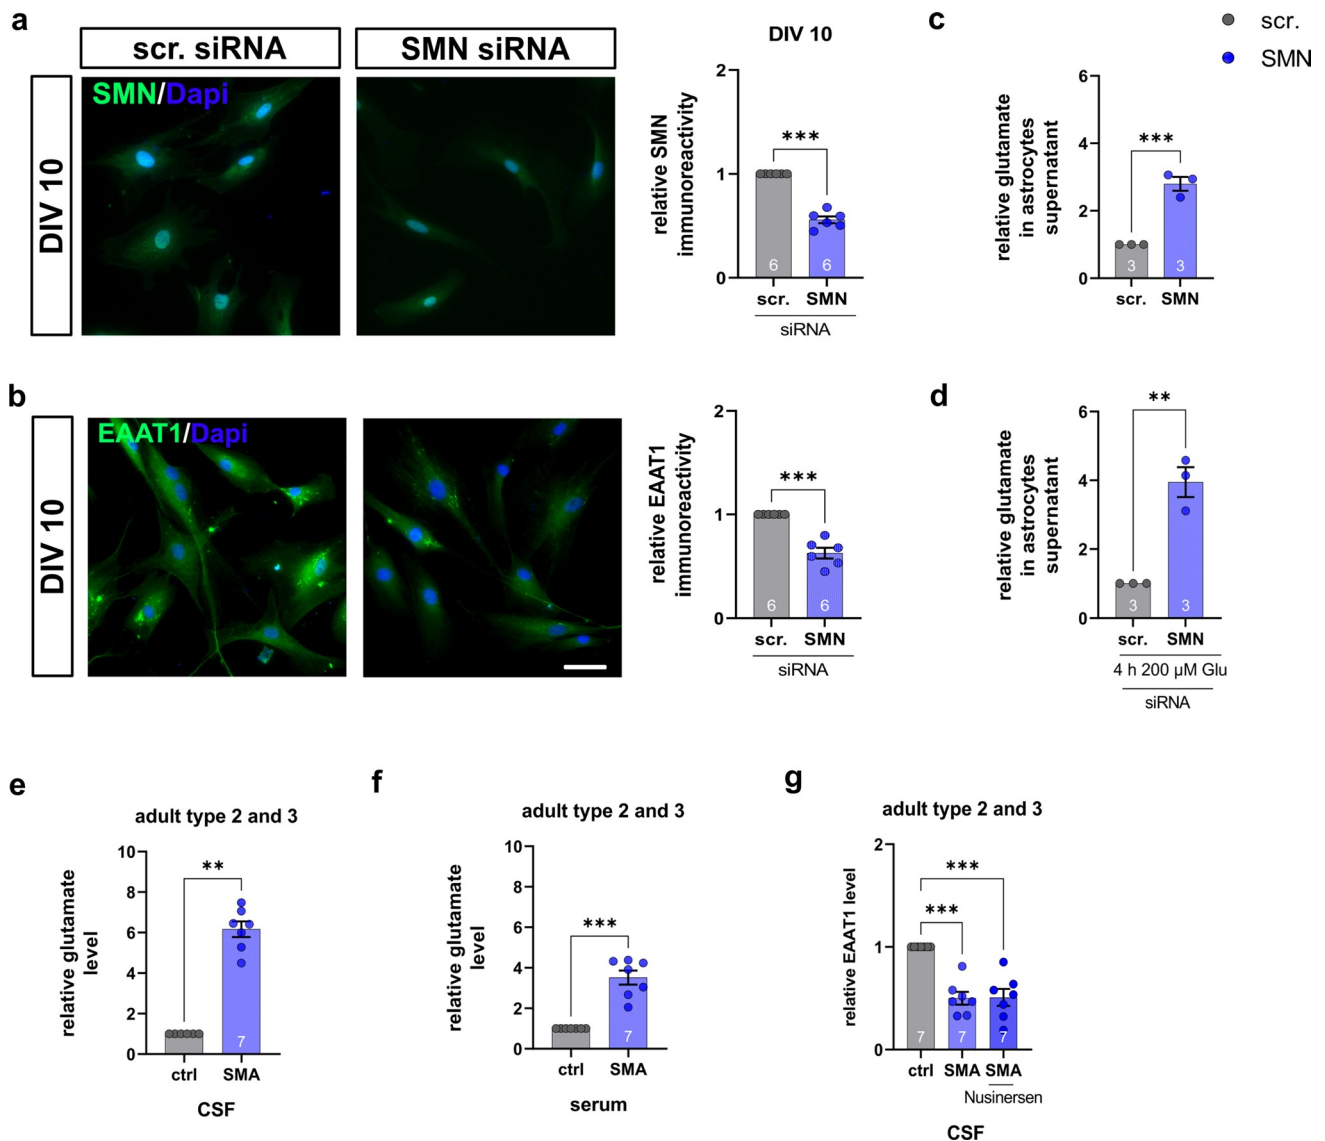 a
scr. siRNA
SMN siRNA
DIV 10
SMN/Dapi
DIV 10
relative SMN
immunoreactivity
2
1
0
***
6
6
scr.
SMN
siRNA
c
scr.
SMN
relative glutamate
in astrocytes
supernatant
6
4
2
0
***
3
3
scr.
SMN
b
DIV 10
EAAT1/Dapi
relative EAAT1
immunoreactivity
2
1
0
***
6
6
scr.
SMN
siRNA
d
relative glutamate
in astrocytes
supernatant
6
4
2
0
**
3
3
scr.
SMN
4 h 200 µM Glu
siRNA
e
adult type 2 and 3
relative glutamate
level
10
8
6
4
2
0
**
7
ctrl
SMA
CSF
f
adult type 2 and 3
relative glutamate
level
10
8
6
4
2
0
***
7
ctrl
SMA
serum
g
adult type 2 and 3
relative EAAT1 level
2
1
0
***
***
7
7
7
ctrl
SMA
SMA
Nusinersen
CSF